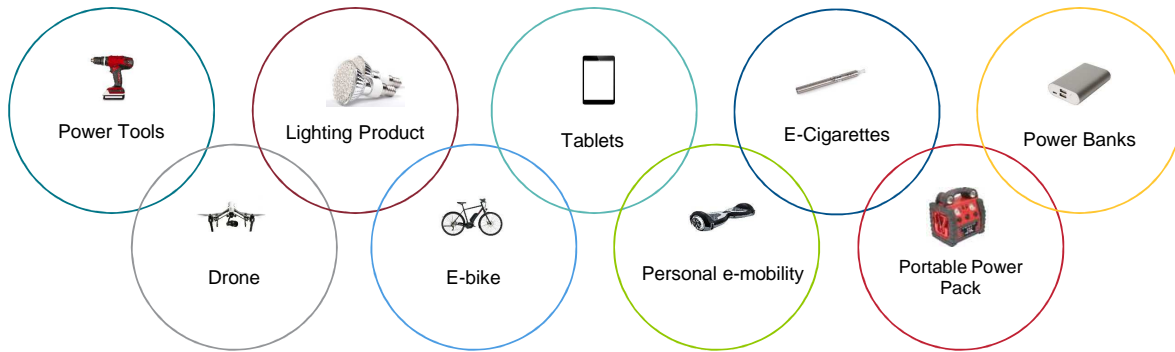 Power Tools
Lighting Product
Tablets
E-Cigarettes
Power Banks
Drone
E-bike
Personal e-mobility
Portable Power
Pack